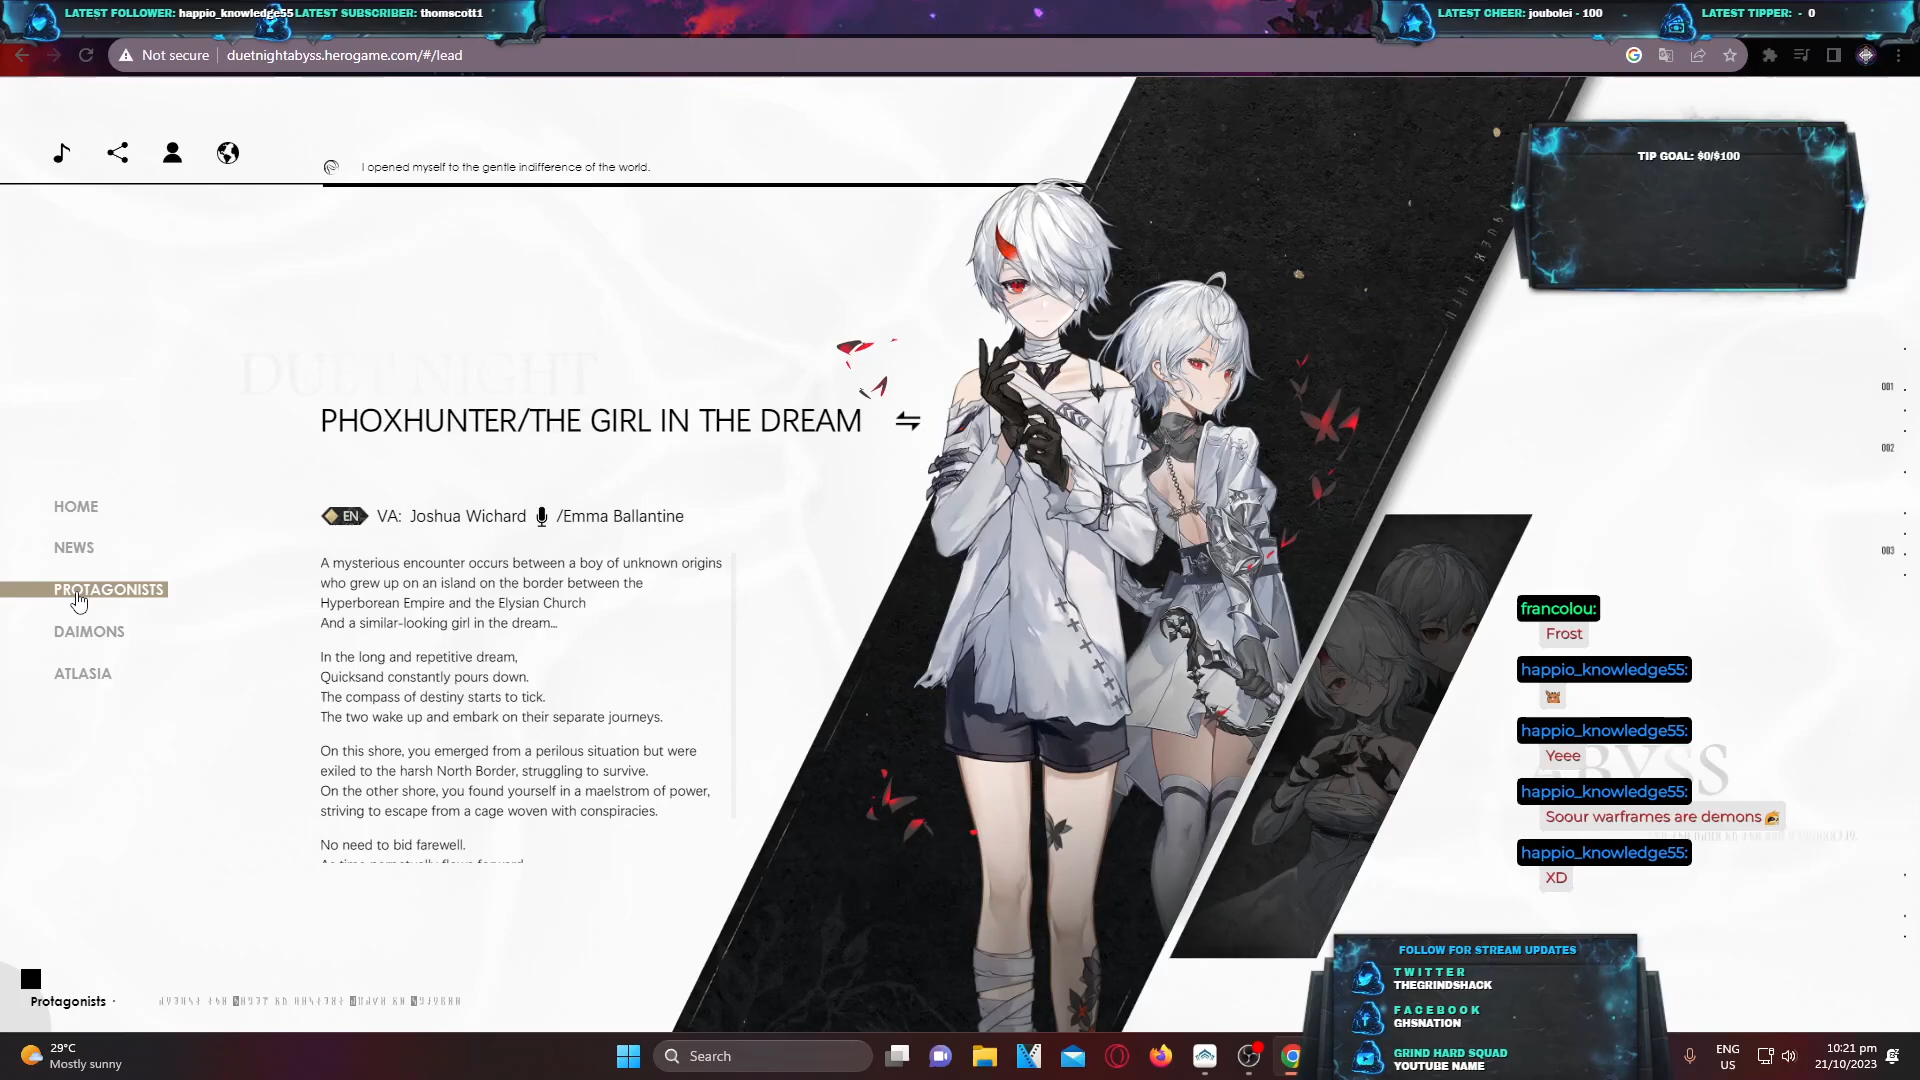 LATEST FOLLOWER: happio_knowledge55
LATEST SUBSCRIBER: thomscott1
LATEST CHEER: joubolei - 100
LATEST TIPPER: - 0
Not secure
duetnightabyss.herogame.com/#/lead
TIP GOAL: $0/$100
I opened myself to the gentle indifference of the world.
DUET NIGHT
PHOXHUNTER/THE GIRL IN THE DREAM
001
002
003
HOME
NEWS
PROTAGONISTS
DAIMONS
ATLASIA
EN VA: Joshua Wichard /Emma Ballantine
A mysterious encounter occurs between a boy of unknown origins
who grew up on an island on the border between the
Hyperborean Empire and the Elysian Church
And a similar-looking girl in the dream...
In the long and repetitive dream,
Quicksand constantly pours down.
The compass of destiny starts to tick.
The two wake up and embark on their separate journeys.
On this shore, you emerged from a perilous situation but were
exiled to the harsh North Border, struggling to survive.
On the other shore, you found yourself in a maelstrom of power,
striving to escape from a cage woven with conspiracies.
No need to bid farewell.
francolou:
Frost
happio_knowledge55:
happio_knowledge55:
Yeee
ABYSS
happio_knowledge55:
Soour warframes are demons
happio_knowledge55:
XD
Protagonists
FOLLOW FOR STREAM UPDATES
TWITTER
THEGRINDSHACK
FACEBOOK
GHSNATION
GRIND HARD SQUAD
YOUTUBE NAME
29°C
Mostly sunny
Search
ENG
US
10:21 pm
21/10/2023